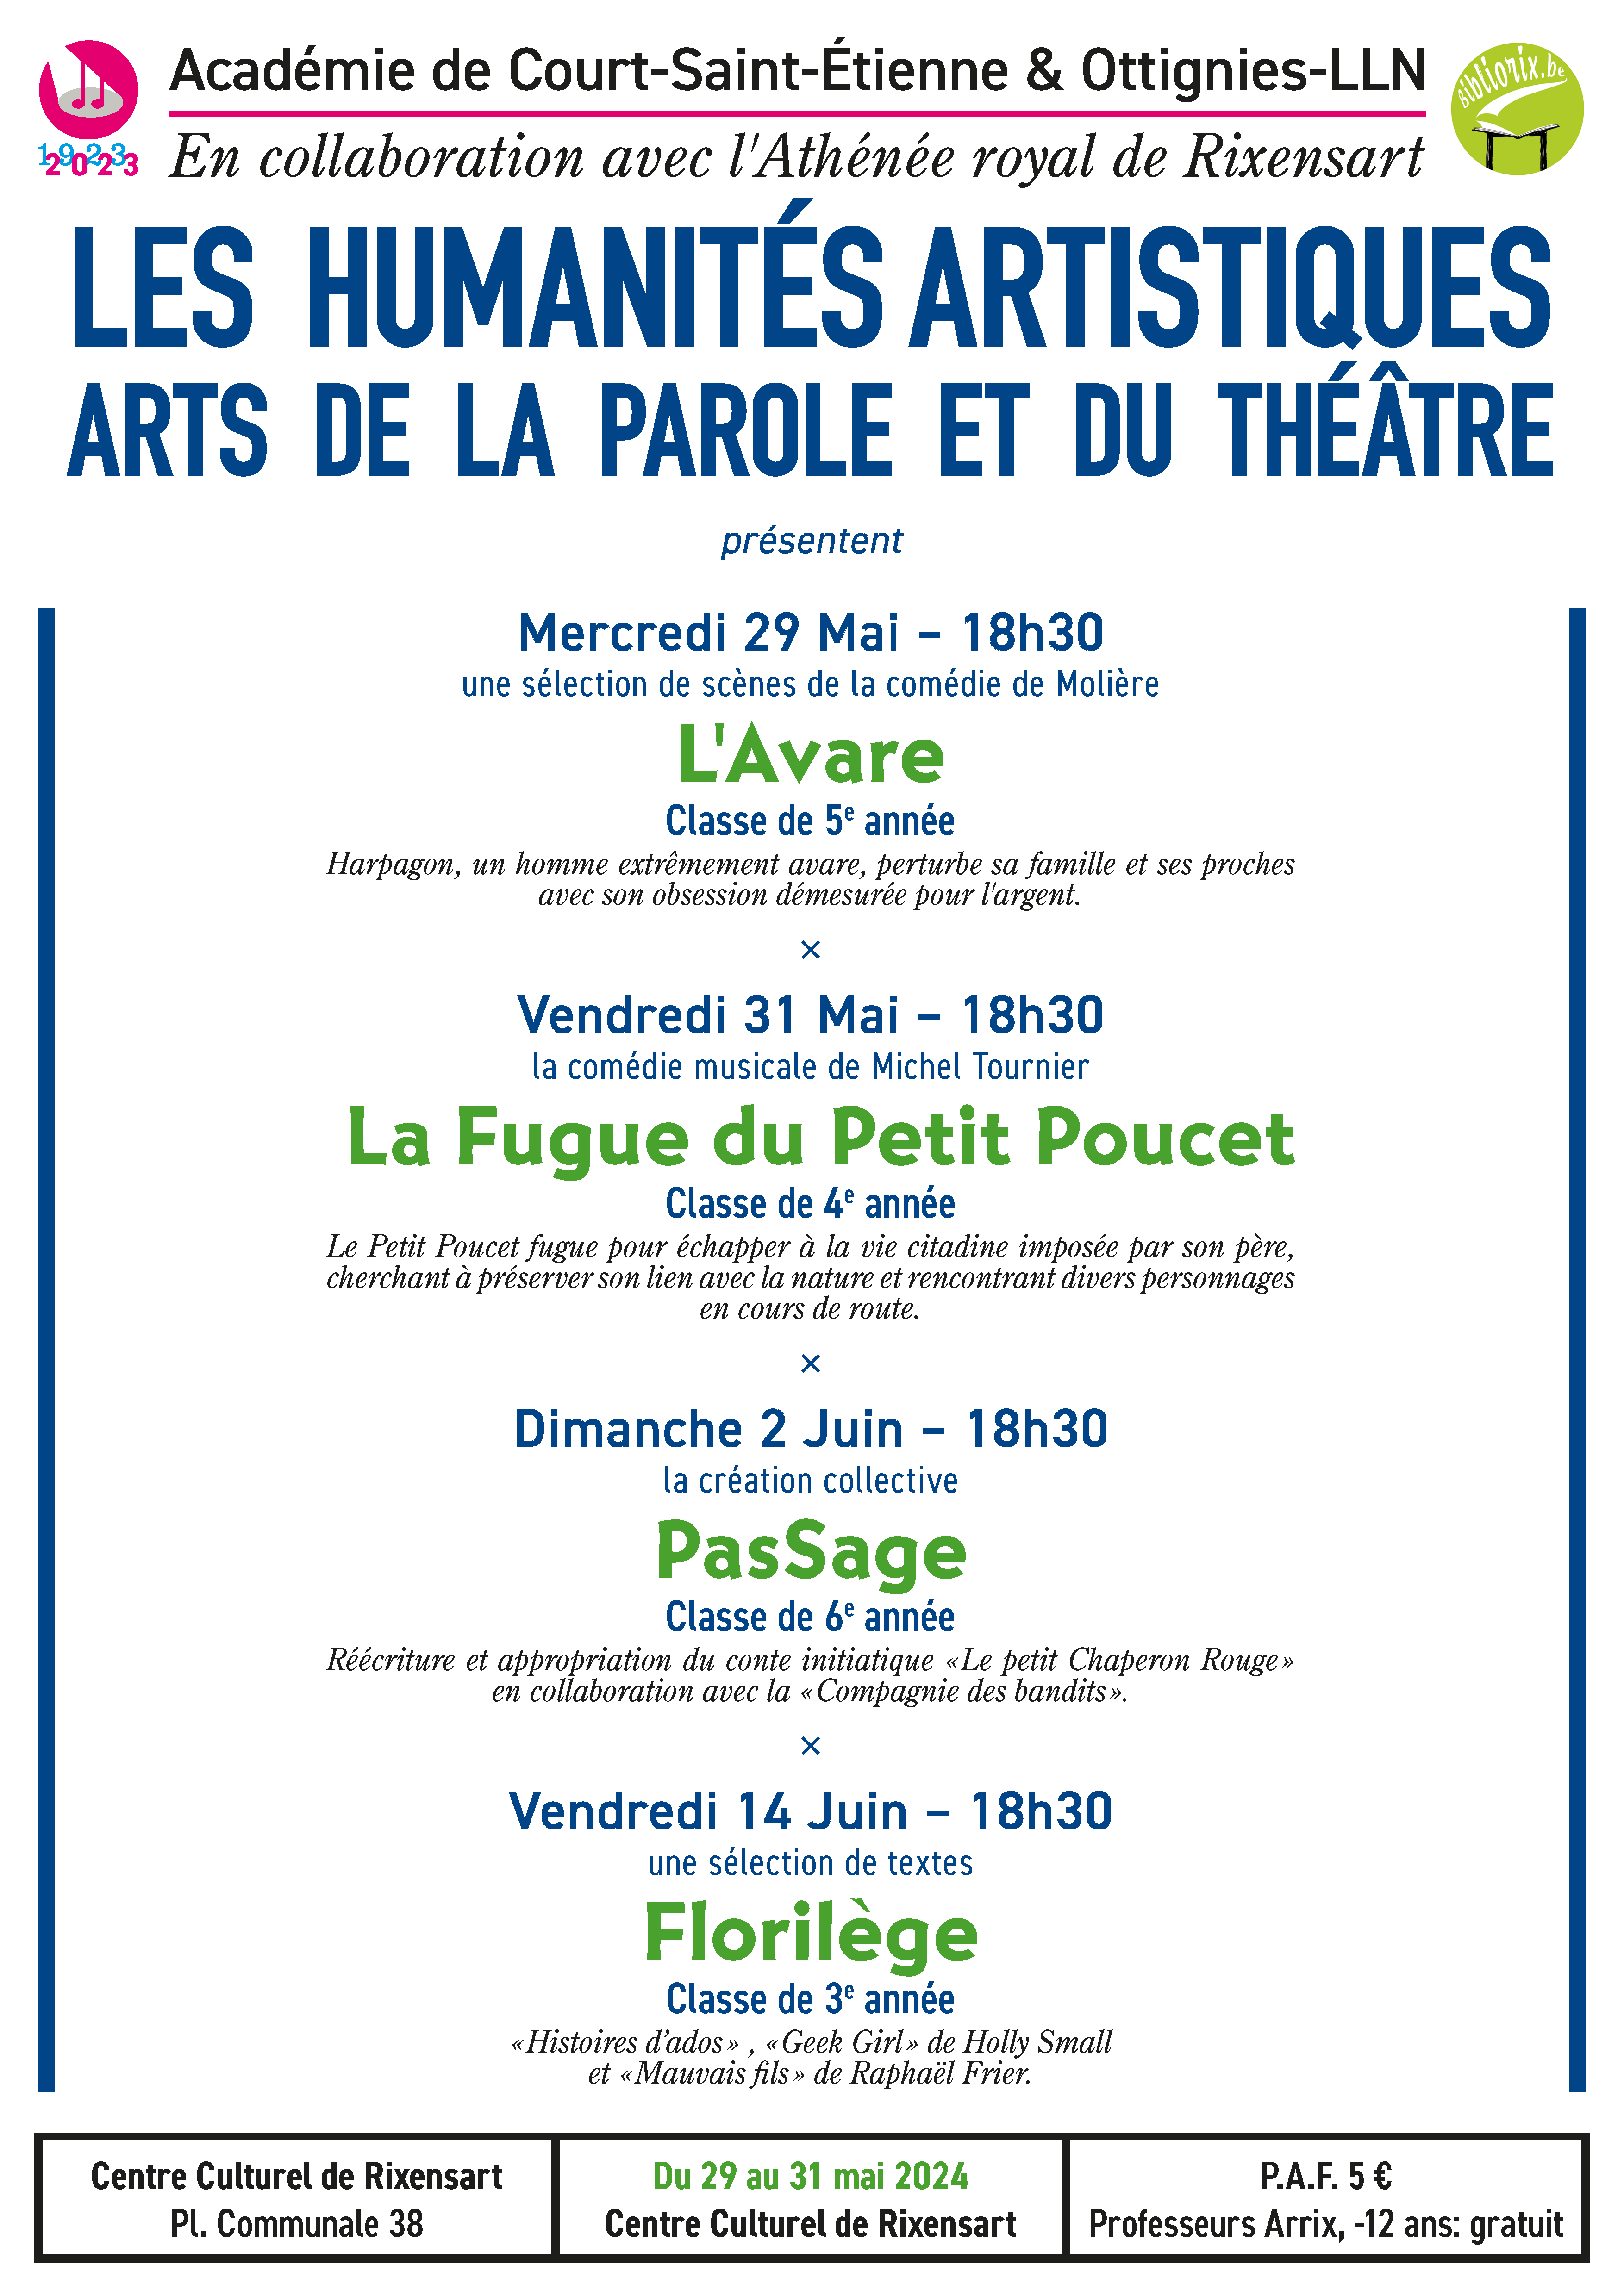 Académie de Court-Saint-Étienne & Ottignies-LLN
Bibliorix.be
1923
2023
En collaboration avec l'Athénée royal de Rixensart
LES HUMANITÉS ARTISTIQUES
ARTS DE LA PAROLE ET DU THÉÂTRE
présentent
Mercredi 29 Mai – 18h30
une sélection de scènes de la comédie de Molière
L'Avare
Classe de 5e année
Harpagon, un homme extrêmement avare, perturbe sa famille et ses proches
avec son obsession démesurée pour l'argent.
×
Vendredi 31 Mai – 18h30
la comédie musicale de Michel Tournier
La Fugue du Petit Poucet
Classe de 4e année
Le Petit Poucet fugue pour échapper à la vie citadine imposée par son père,
cherchant à préserver son lien avec la nature et rencontrant divers personnages
en cours de route.
×
Dimanche 2 Juin – 18h30
la création collective
PasSage
Classe de 6e année
Réécriture et appropriation du conte initiatique «Le petit Chaperon Rouge»
en collaboration avec la «Compagnie des bandits».
×
Vendredi 14 Juin – 18h30
une sélection de textes
Florilège
Classe de 3e année
«Histoires d’ados» , «Geek Girl» de Holly Small
et «Mauvais fils» de Raphaël Frier.
Centre Culturel de Rixensart
Pl. Communale 38
Du 29 au 31 mai 2024
Centre Culturel de Rixensart
P.A.F. 5 €
Professeurs Arrix, -12 ans: gratuit